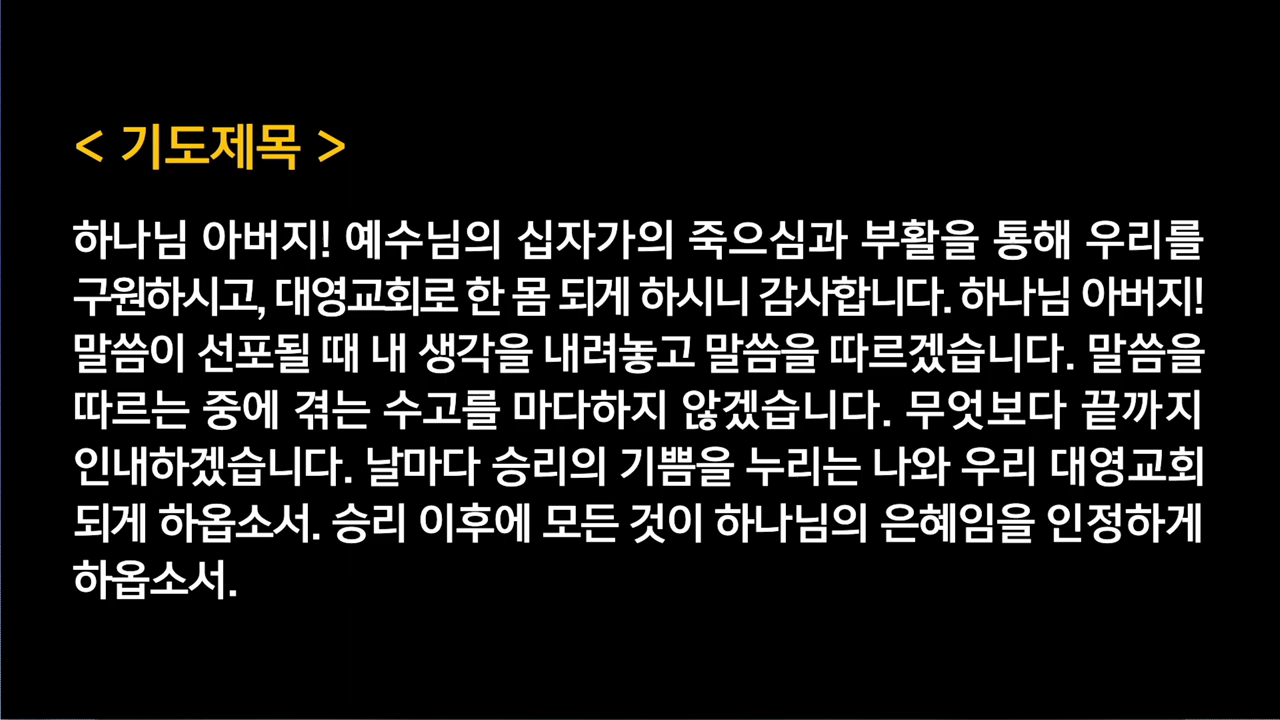 < 기도제목 >
하나님 아버지! 예수님의 십자가의 죽으심과 부활을 통해 우리를
구원하시고, 대영교회로 한 몸 되게 하시니 감사합니다. 하나님 아버지!
말씀이 선포될 때 내 생각을 내려놓고 말씀을 따르겠습니다. 말씀을
따르는 중에 겪는 수고를 마다하지 않겠습니다. 무엇보다 끝까지
인내하겠습니다. 날마다 승리의 기쁨을 누리는 나와 우리 대영교회
되게 하옵소서. 승리 이후에 모든 것이 하나님의 은혜임을 인정하게
하옵소서.